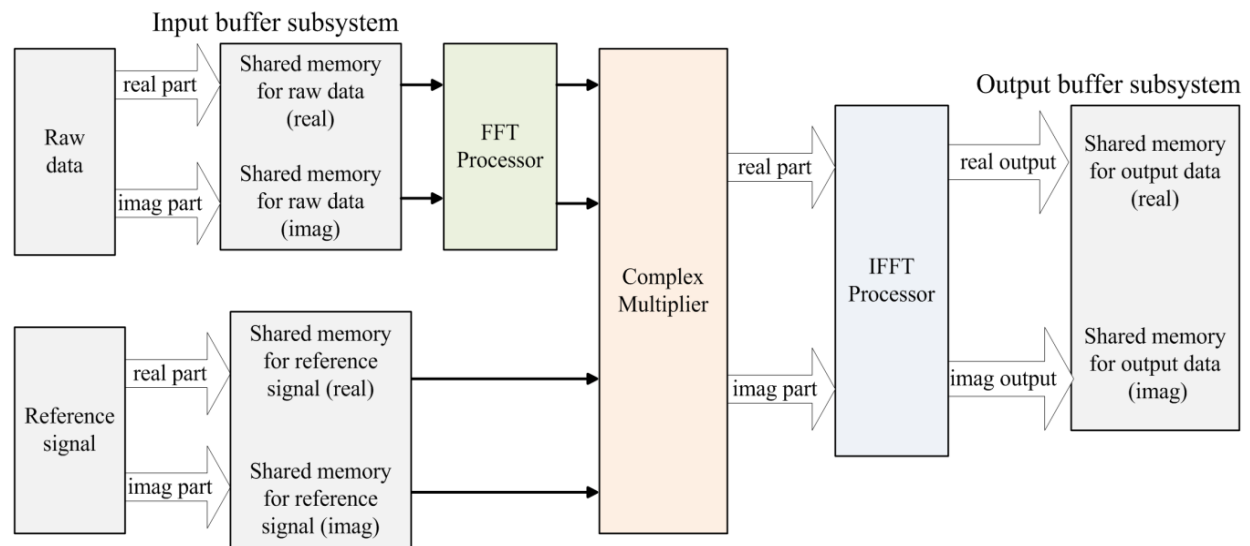 Input buffer subsystem
Raw
data
real part
imag part
Shared memory
for raw data
(real)
Shared memory
for raw data
(imag)
FFT
Processor
Reference
signal
real part
imag part
Shared memory
for reference
signal (real)
Shared memory
for reference
signal (imag)
Complex
Multiplier
real part
imag part
IFFT
Processor
real output
imag output
Output buffer subsystem
Shared memory
for output data
(real)
Shared memory
for output data
(imag)